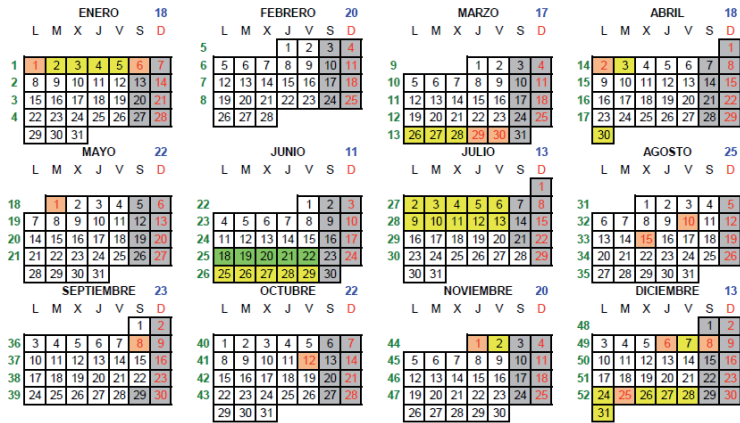 ENERO 18
L M X J V S D
1 1 2 3 4 5 6 7
2 8 9 10 11 12 13 14
3 15 16 17 18 19 20 21
4 22 23 24 25 26 27 28
29 30 31
FEBRERO 20
L M X J V S D
5 1 2 3 4
6 5 6 7 8 9 10 11
7 12 13 14 15 16 17 18
8 19 20 21 22 23 24 25
26 27 28
MARZO 17
L M X J V S D
9 1 2 3 4
10 5 6 7 8 9 10 11
11 12 13 14 15 16 17 18
12 19 20 21 22 23 24 25
13 26 27 28 29 30 31
ABRIL 18
L M X J V S D
1
14 2 3 4 5 6 7 8
15 9 10 11 12 13 14 15
16 16 17 18 19 20 21 22
17 23 24 25 26 27 28 29
30
MAYO 22
L M X J V S D
18 1 2 3 4 5 6
19 7 8 9 10 11 12 13
20 14 15 16 17 18 19 20
21 21 22 23 24 25 26 27
28 29 30 31
JUNIO 11
L M X J V S D
22 1 2 3
23 4 5 6 7 8 9 10
24 11 12 13 14 15 16 17
25 18 19 20 21 22 23 24
26 25 26 27 28 29 30
JULIO 13
L M X J V S D
1
27 2 3 4 5 6 7 8
28 9 10 11 12 13 14 15
29 16 17 18 19 20 21 22
30 23 24 25 26 27 28 29
30 31
AGOSTO 25
L M X J V S D
31 1 2 3 4 5
32 6 7 8 9 10 11 12
33 13 14 15 16 17 18 19
34 20 21 22 23 24 25 26
35 27 28 29 30 31
SEPTIEMBRE 23
L M X J V S D
1 2
36 3 4 5 6 7 8 9
37 10 11 12 13 14 15 16
38 17 18 19 20 21 22 23
39 24 25 26 27 28 29 30
OCTUBRE 22
L M X J V S D
40 1 2 3 4 5 6 7
41 8 9 10 11 12 13 14
42 15 16 17 18 19 20 21
43 22 23 24 25 26 27 28
29 30 31
NOVIEMBRE 20
L M X J V S D
44 1 2 3 4
45 5 6 7 8 9 10 11
46 12 13 14 15 16 17 18
47 19 20 21 22 23 24 25
26 27 28 29 30
DICIEMBRE 13
L M X J V S D
48 1 2
49 3 4 5 6 7 8 9
50 10 11 12 13 14 15 16
51 17 18 19 20 21 22 23
52 24 25 26 27 28 29 30
31